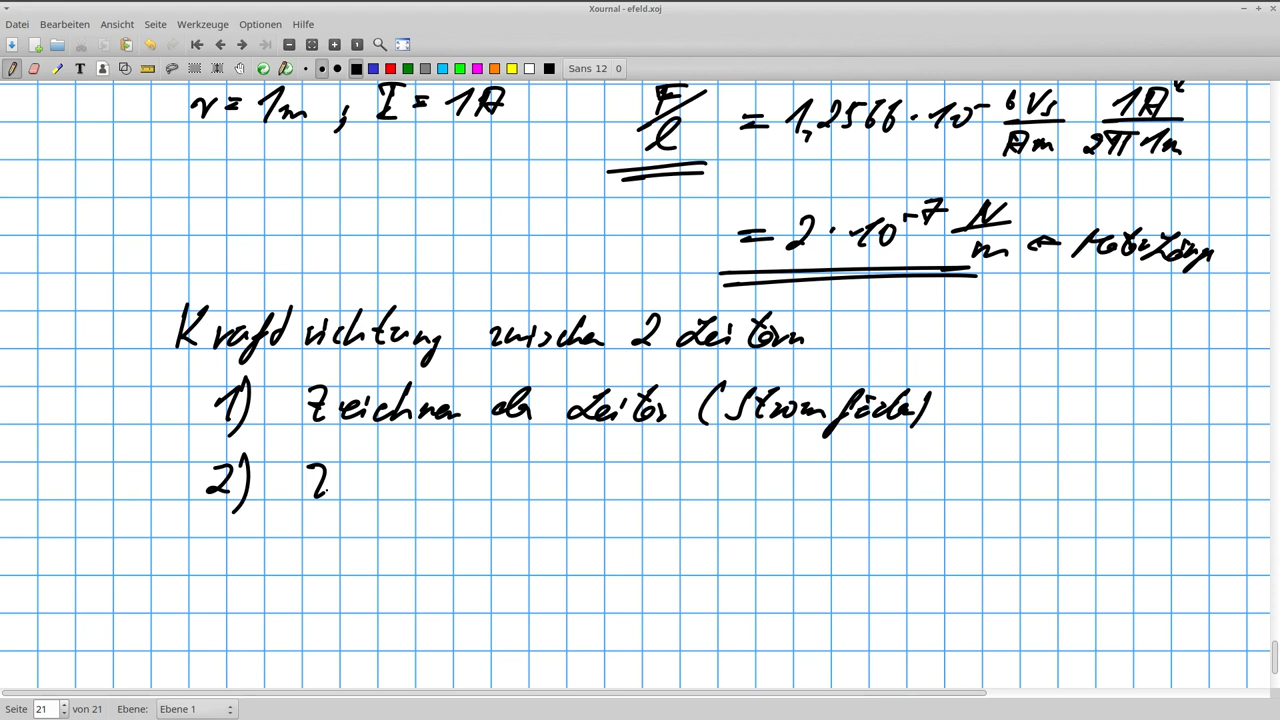 Xournal - efeld.xoj
Datei Bearbeiten Ansicht Seite Werkzeuge Optionen Hilfe
Sans 12 0
r = 1m ; I = 1A F/l = 1,2566 · 10^-6 Vs/Am 1A²/2π 1m
= 2 · 10^-7 N/m ⇐
Kraftrichtung zwischen 2 Leitern
1) Zeichnen der Leiter (Stromfäden)
2) Z
Seite 21 von 21 Ebene: Ebene 1